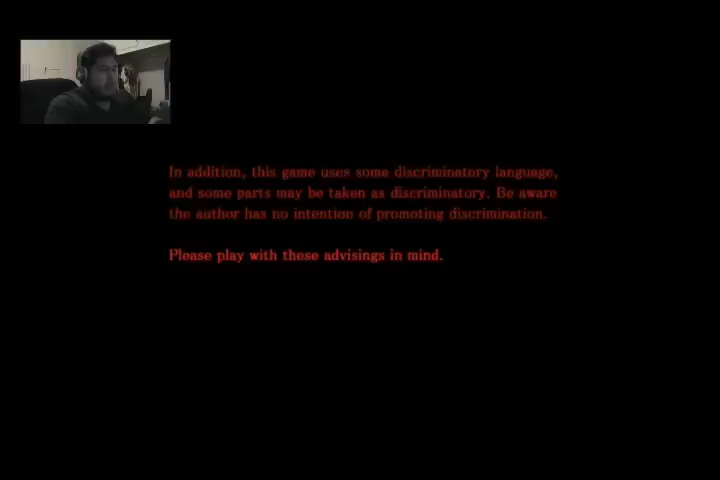 In addition, this game uses some discriminatory language,
and some parts may be taken as discriminatory. Be aware
the author has no intention of promoting discrimination.
Please play with these advisings in mind.